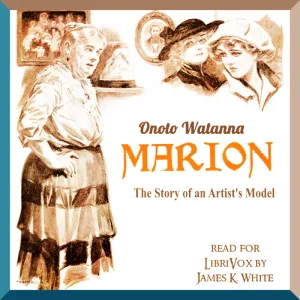 Onoto Watanna
MARION
The Story of an Artist's Model
READ FOR
LIBRIVOX BY
JAMES K. WHITE